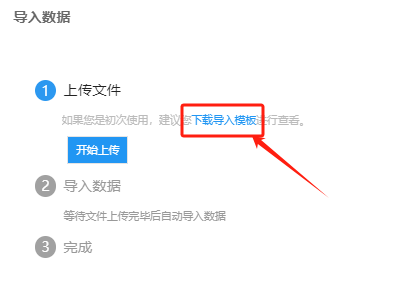 导入数据
1 上传文件
如果您是初次使用，建议您下载导入模板进行查看。
开始上传
2 导入数据
等待文件上传完毕后自动导入数据
3 完成